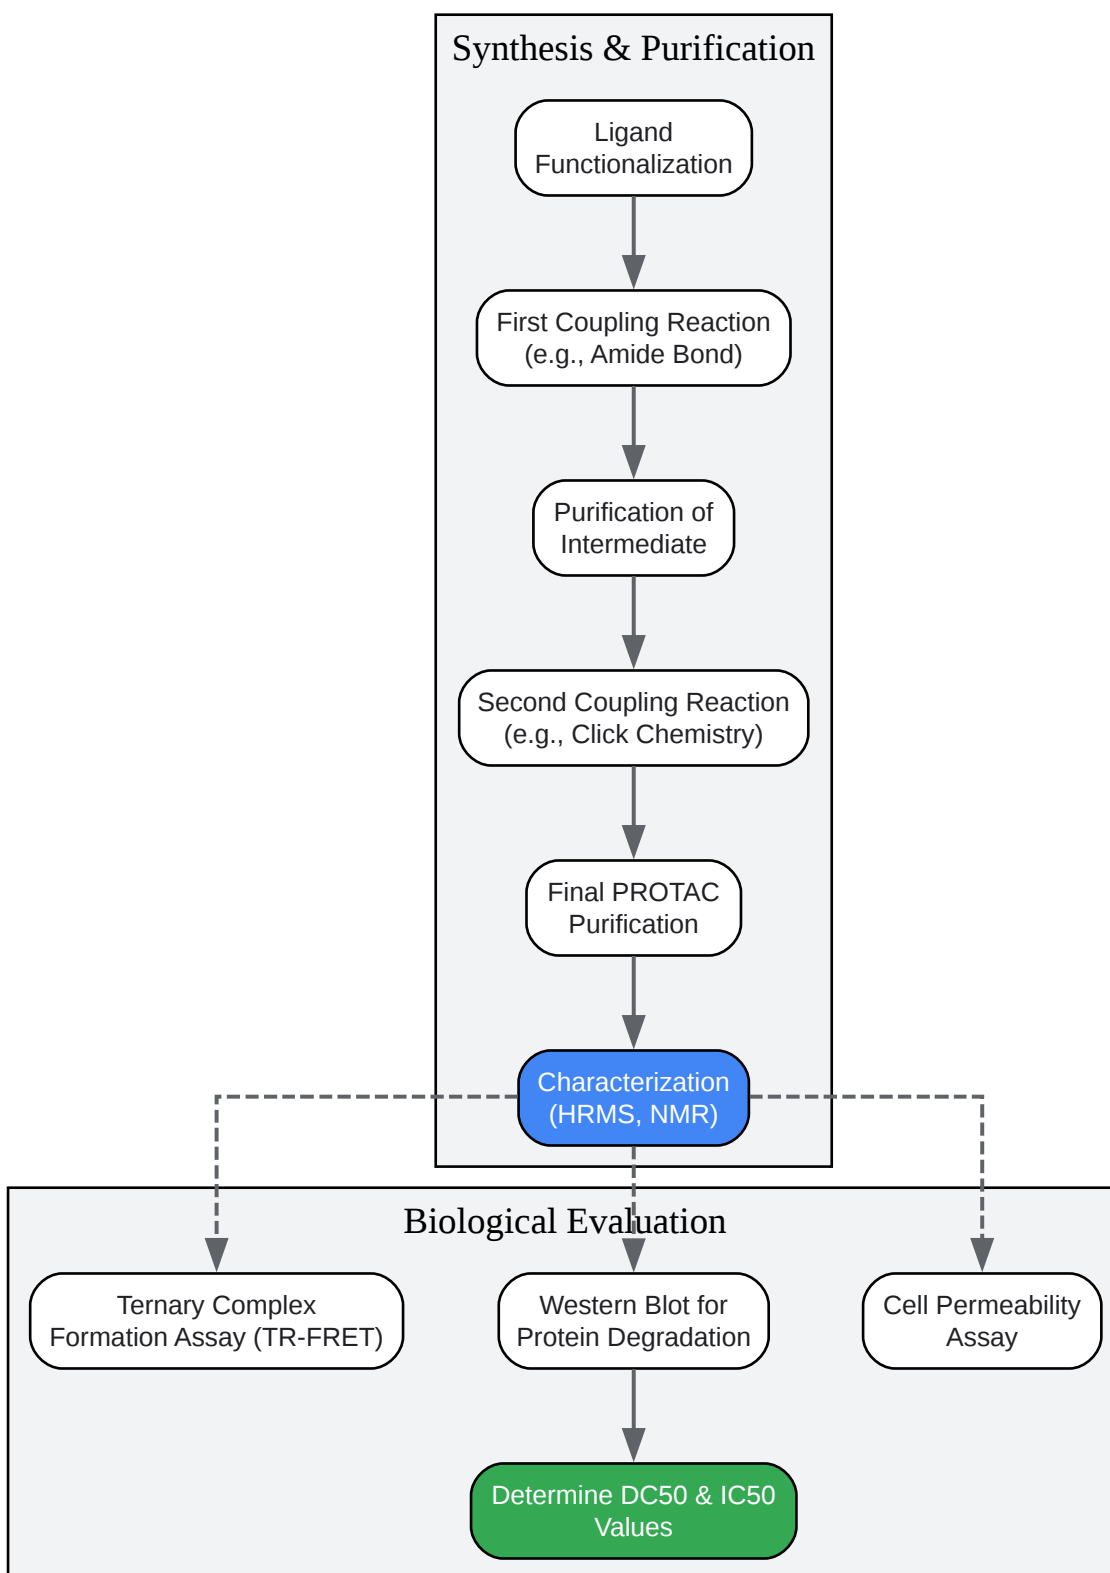 Synthesis & Purification
Ligand
Functionalization
First Coupling Reaction
(e.g., Amide Bond)
Purification of
Intermediate
Second Coupling Reaction
(e.g., Click Chemistry)
Final PROTAC
Purification
Characterization
(HRMS, NMR)
Biological Evaluation
Ternary Complex
Formation Assay (TR-FRET)
Western Blot for
Protein Degradation
Cell Permeability
Assay
Determine DC50 & IC50
Values